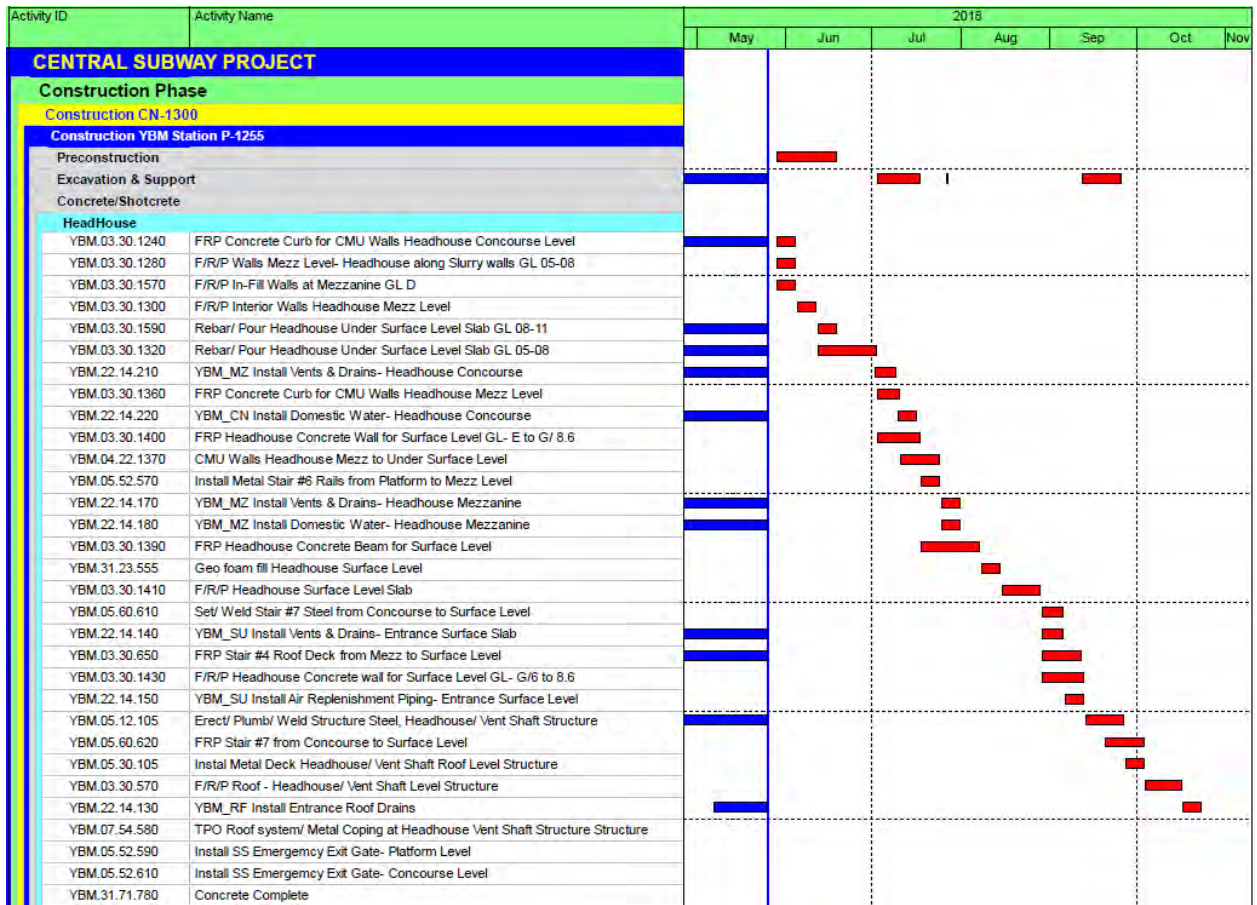 Activity ID Activity Name 2018
May Jun Jul Aug Sep Oct Nov
CENTRAL SUBWAY PROJECT
Construction Phase
Construction CN-1300
Construction YBM Station P-1255
Preconstruction
Excavation & Support
Concrete/Shotcrete
HeadHouse
YBM.03.30.1240 FRP Concrete Curb for CMU Walls Headhouse Concourse Level
YBM.03.30.1280 F/R/P Walls Mezz Level- Headhouse along Slurry walls GL 05-08
YBM.03.30.1570 F/R/P In-Fill Walls at Mezzanine GL D
YBM.03.30.1300 F/R/P Interior Walls Headhouse Mezz Level
YBM.03.30.1590 Rebar/ Pour Headhouse Under Surface Level Slab GL 08-11
YBM.03.30.1320 Rebar/ Pour Headhouse Under Surface Level Slab GL 05-08
YBM.22.14.210 YBM_MZ Install Vents & Drains- Headhouse Concourse
YBM.03.30.1360 FRP Concrete Curb for CMU Walls Headhouse Mezz Level
YBM.22.14.220 YBM_CN Install Domestic Water- Headhouse Concourse
YBM.03.30.1400 FRP Headhouse Concrete Wall for Surface Level GL- E to G/ 8.6
YBM.04.22.1370 CMU Walls Headhouse Mezz to Under Surface Level
YBM.05.52.570 Install Metal Stair #6 Rails from Platform to Mezz Level
YBM.22.14.170 YBM_MZ Install Vents & Drains- Headhouse Mezzanine
YBM.22.14.180 YBM_MZ Install Domestic Water- Headhouse Mezzanine
YBM.03.30.1390 FRP Headhouse Concrete Beam for Surface Level
YBM.31.23.555 Geo foam fill Headhouse Surface Level
YBM.03.30.1410 F/R/P Headhouse Surface Level Slab
YBM.05.60.610 Set/ Weld Stair #7 Steel from Concourse to Surface Level
YBM.22.14.140 YBM_SU Install Vents & Drains- Entrance Surface Slab
YBM.03.30.650 FRP Stair #4 Roof Deck from Mezz to Surface Level
YBM.03.30.1430 F/R/P Headhouse Concrete wall for Surface Level GL- G/6 to 8.6
YBM.22.14.150 YBM_SU Install Air Replenishment Piping- Entrance Surface Level
YBM.05.12.105 Erect/ Plumb/ Weld Structure Steel, Headhouse/ Vent Shaft Structure
YBM.05.60.620 FRP Stair #7 from Concourse to Surface Level
YBM.05.30.105 Instal Metal Deck Headhouse/ Vent Shaft Roof Level Structure
YBM.03.30.570 F/R/P Roof - Headhouse/ Vent Shaft Level Structure
YBM.22.14.130 YBM_RF Install Entrance Roof Drains
YBM.07.54.580 TPO Roof system/ Metal Coping at Headhouse Vent Shaft Structure Structure
YBM.05.52.590 Install SS Emergemcy Exit Gate- Platform Level
YBM.05.52.610 Install SS Emergemcy Exit Gate- Concourse Level
YBM.31.71.780 Concrete Complete